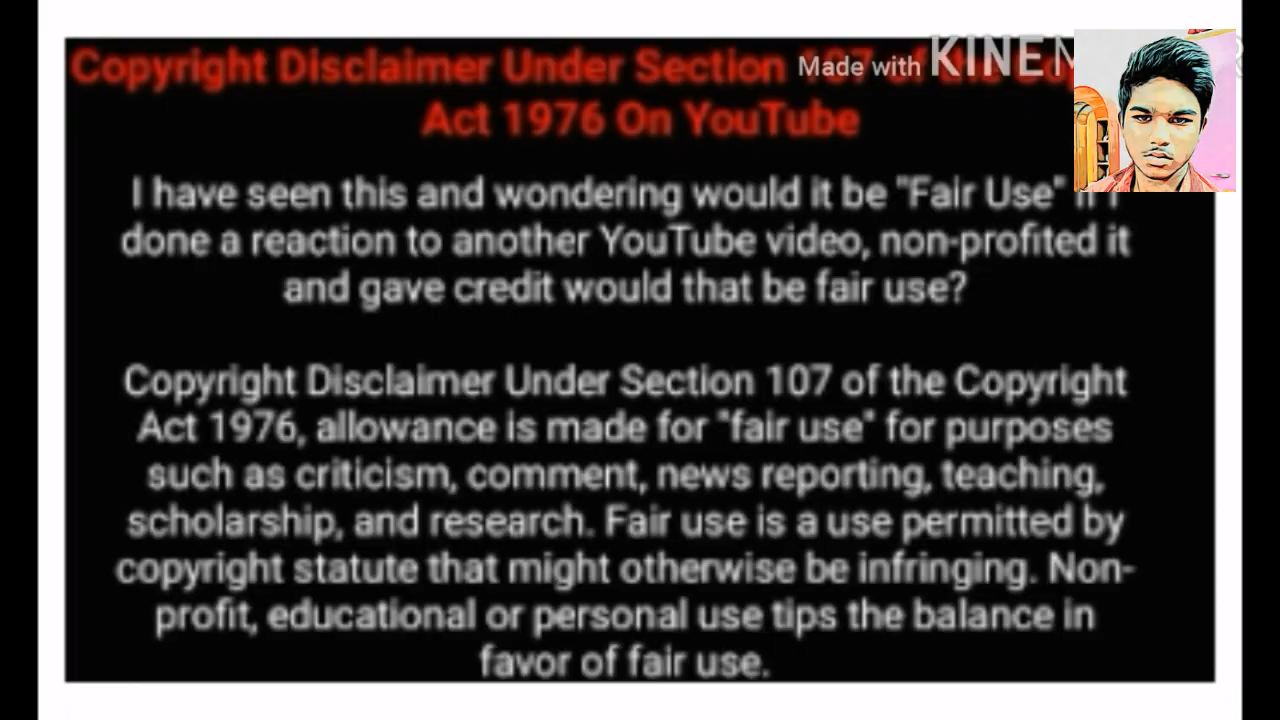 Copyright Disclaimer Under Section 107 of
Made with KINEM
Act 1976 On YouTube
I have seen this and wondering would it be "Fair Use" if I
done a reaction to another YouTube video, non-profited it
and gave credit would that be fair use?
Copyright Disclaimer Under Section 107 of the Copyright
Act 1976, allowance is made for "fair use" for purposes
such as criticism, comment, news reporting, teaching,
scholarship, and research. Fair use is a use permitted by
copyright statute that might otherwise be infringing. Non-
profit, educational or personal use tips the balance in
favor of fair use.